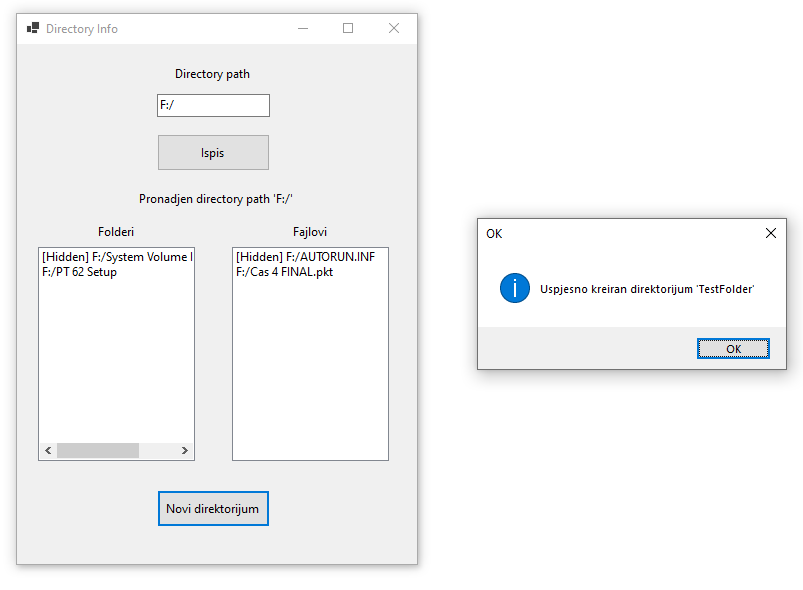 Directory Info
Directory path
F:/
Ispis
Pronadjen directory path 'F:/'
Folderi
[Hidden] F:/System Volume I
F:/PT 62 Setup
Fajlovi
[Hidden] F:/AUTORUN.INF
F:/Cas 4 FINAL.pkt
Novi direktorijum
OK
Uspjesno kreiran direktorijum 'TestFolder'
OK